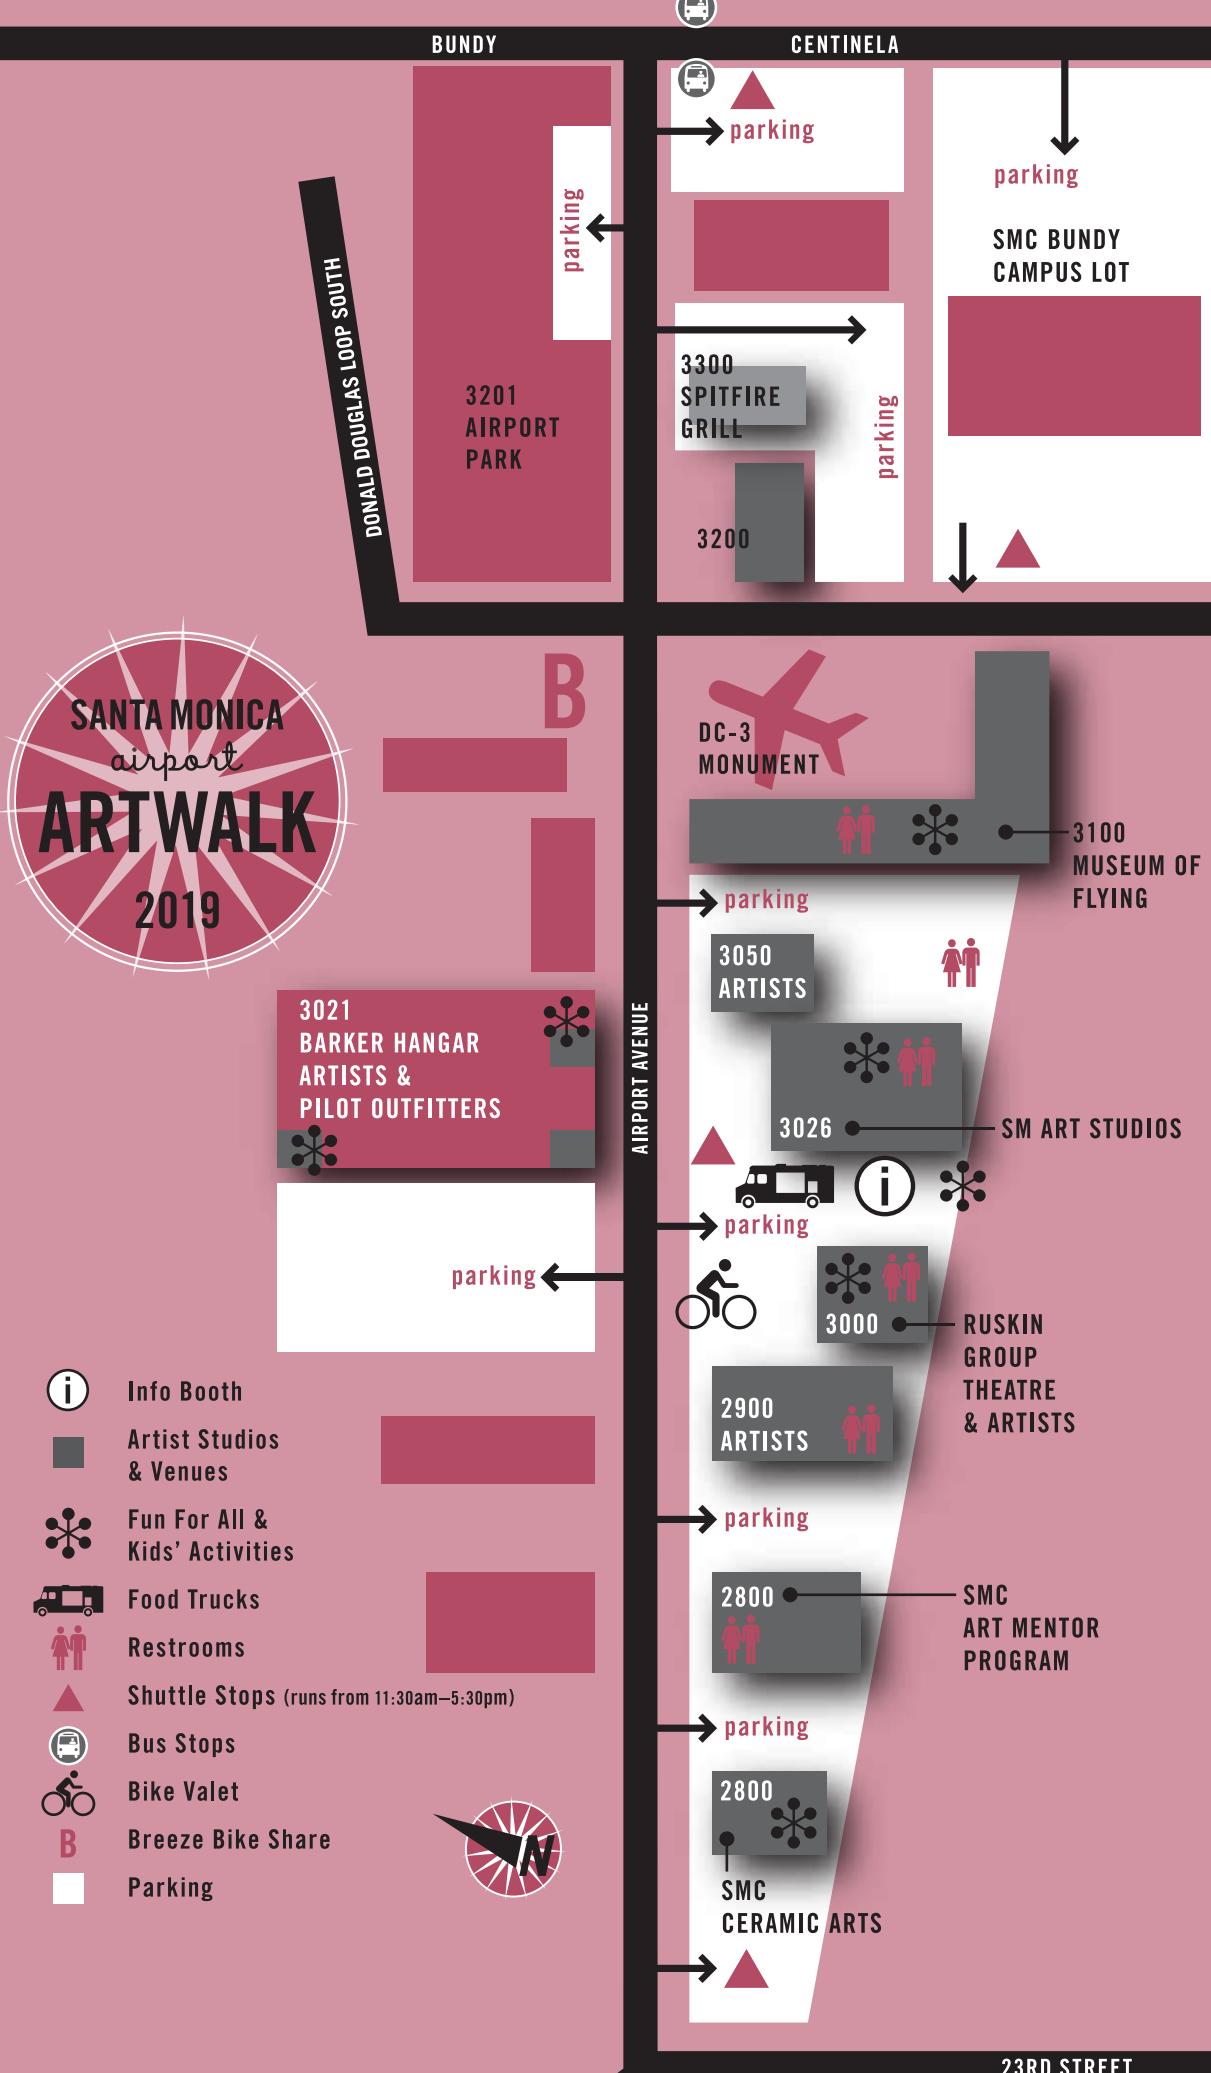 BUNDY
CENTINELA
parking
parking
parking
SMC BUNDY
CAMPUS LOT
DONALD DOUGLAS LOOP SOUTH
3201
AIRPORT
PARK
3300
SPITFIRE
GRILL
parking
3200
SANTA MONICA
airport
ARTWALK
2019
B
DC-3
MONUMENT
3100
MUSEUM OF
FLYING
parking
3050
ARTISTS
3021
BARKER HANGAR
ARTISTS &
PILOT OUTFITTERS
AIRPORT AVENUE
3026
SM ART STUDIOS
i
parking
parking
3000
RUSKIN
GROUP
THEATRE
& ARTISTS
2900
ARTISTS
parking
2800
SMC
ART MENTOR
PROGRAM
parking
2800
SMC
CERAMIC ARTS
i
Info Booth
Artist Studios
& Venues
Fun For All &
Kids' Activities
Food Trucks
Restrooms
Shuttle Stops (runs from 11:30am–5:30pm)
Bus Stops
Bike Valet
B
Breeze Bike Share
Parking
N
23RD STREET